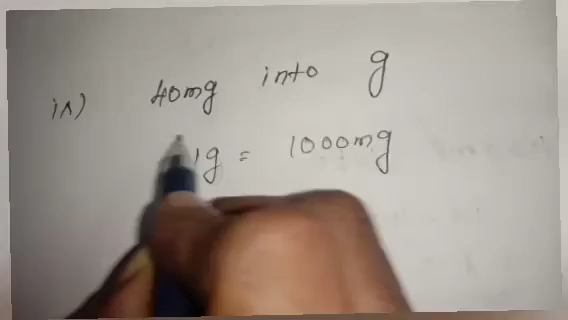 ix) 40mg into g
1g = 1000mg